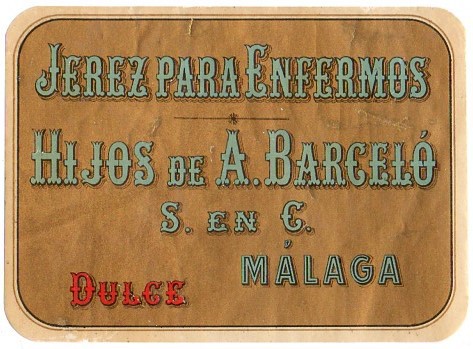 JEREZ PARA ENFERMOS
HIJOS DE A. BARCELÓ
S. EN C.
MÁLAGA
DULCE